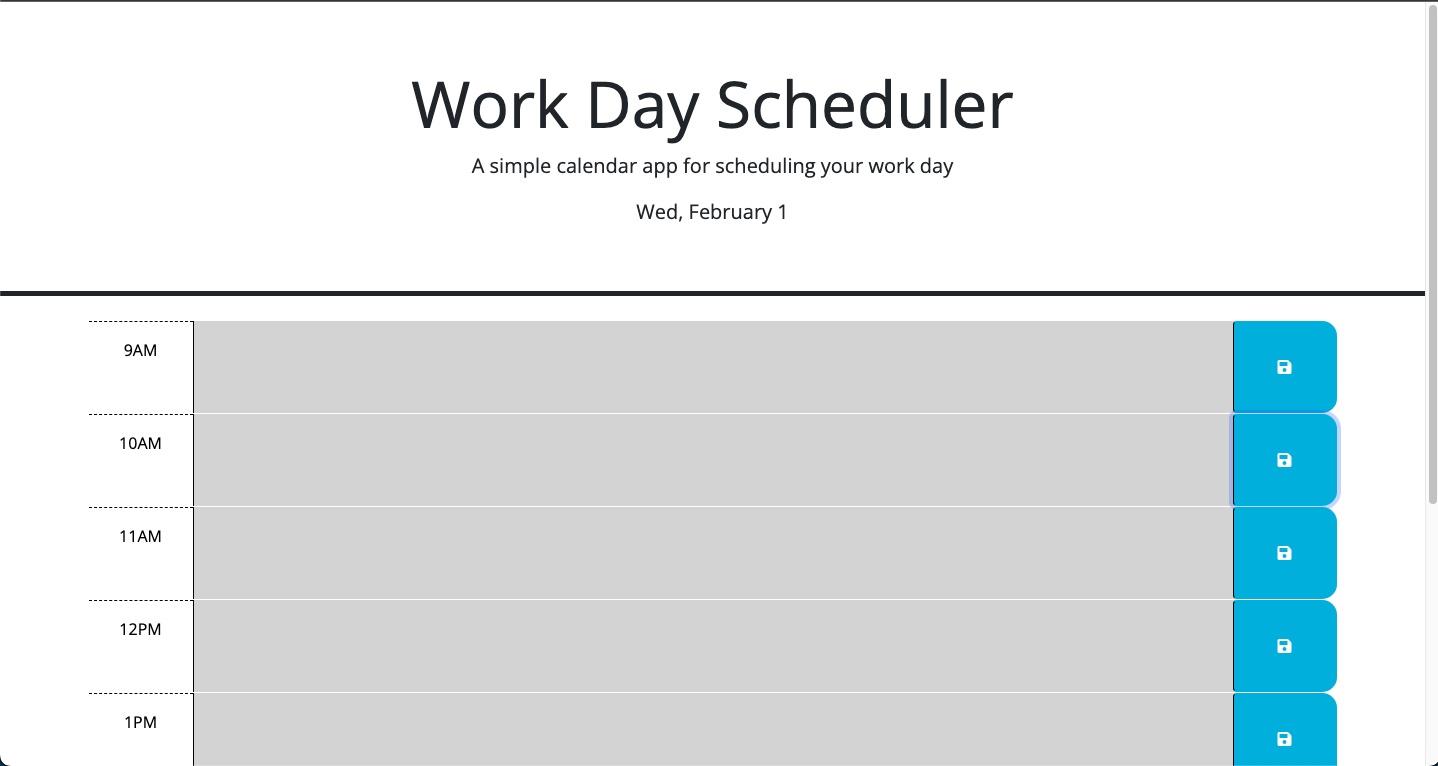 Work Day Scheduler
A simple calendar app for scheduling your work day
Wed, February 1
9AM
10AM
11AM
12PM
1PM